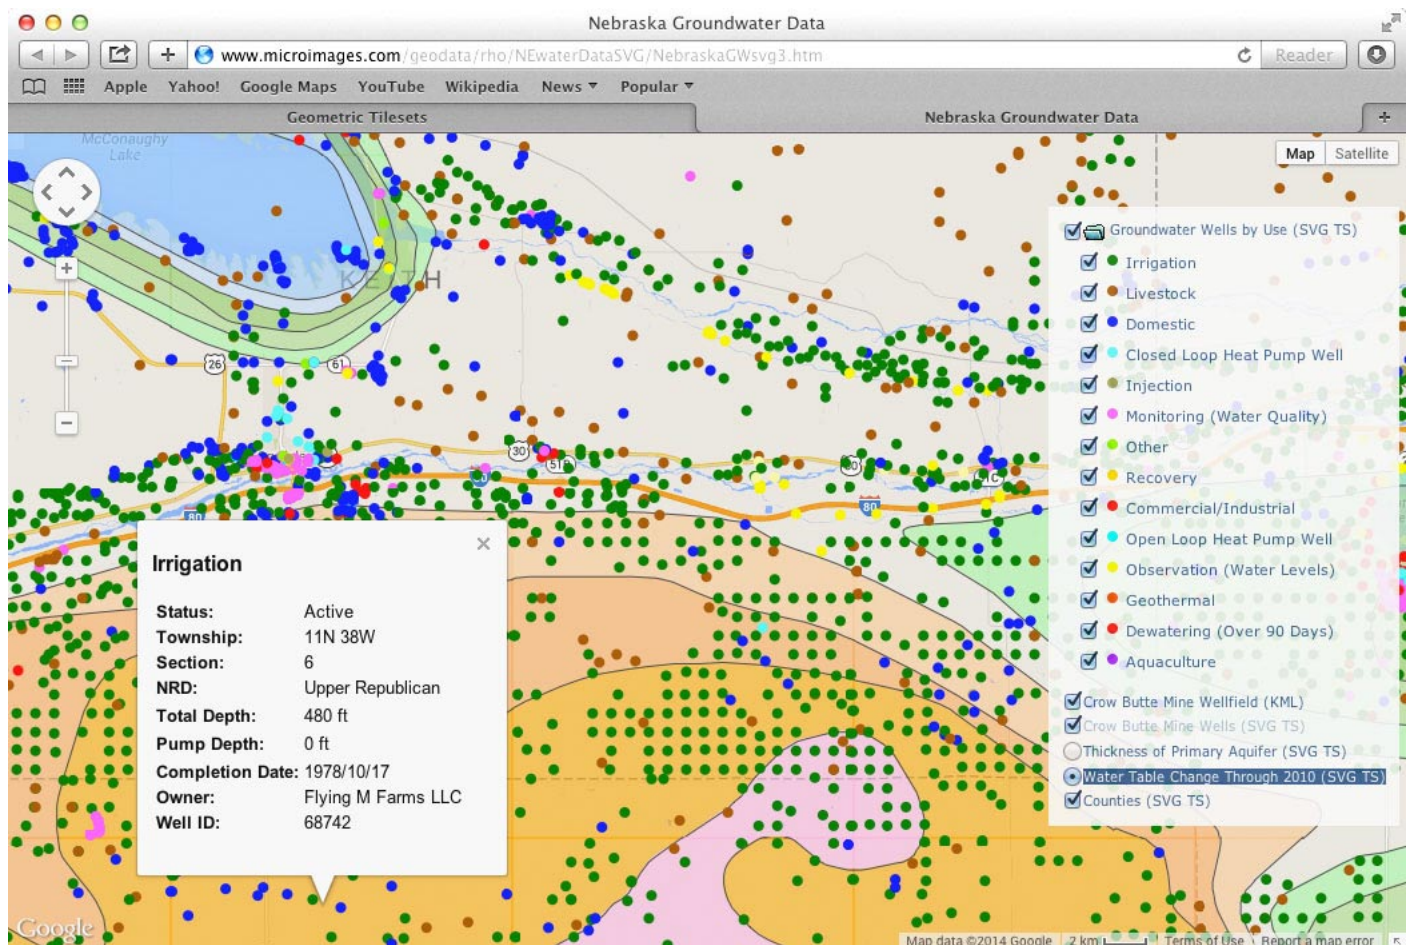 Nebraska Groundwater Data
www.microimages.com/geodata/rho/NEwaterDataSVG/NebraskaGWsvg3.htm
Reader
Apple Yahoo! Google Maps YouTube Wikipedia News Popular
Geometric Tilesets
Nebraska Groundwater Data
McConaughy
Lake
Map Satellite
KEITH
26
61
30
80
80
Groundwater Wells by Use (SVG TS)
Irrigation
Livestock
Domestic
Closed Loop Heat Pump Well
Injection
Monitoring (Water Quality)
Other
Recovery
Commercial/Industrial
Open Loop Heat Pump Well
Observation (Water Levels)
Geothermal
Dewatering (Over 90 Days)
Aquaculture
Crow Butte Mine Wellfield (KML)
Crow Butte Mine Wells (SVG TS)
Thickness of Primary Aquifer (SVG TS)
Water Table Change Through 2010 (SVG TS)
Counties (SVG TS)
Irrigation
Status: Active
Township: 11N 38W
Section: 6
NRD: Upper Republican
Total Depth: 480 ft
Pump Depth: 0 ft
Completion Date: 1978/10/17
Owner: Flying M Farms LLC
Well ID: 68742
Google
Map data ©2014 Google 2 km Terms of Use Report a map error